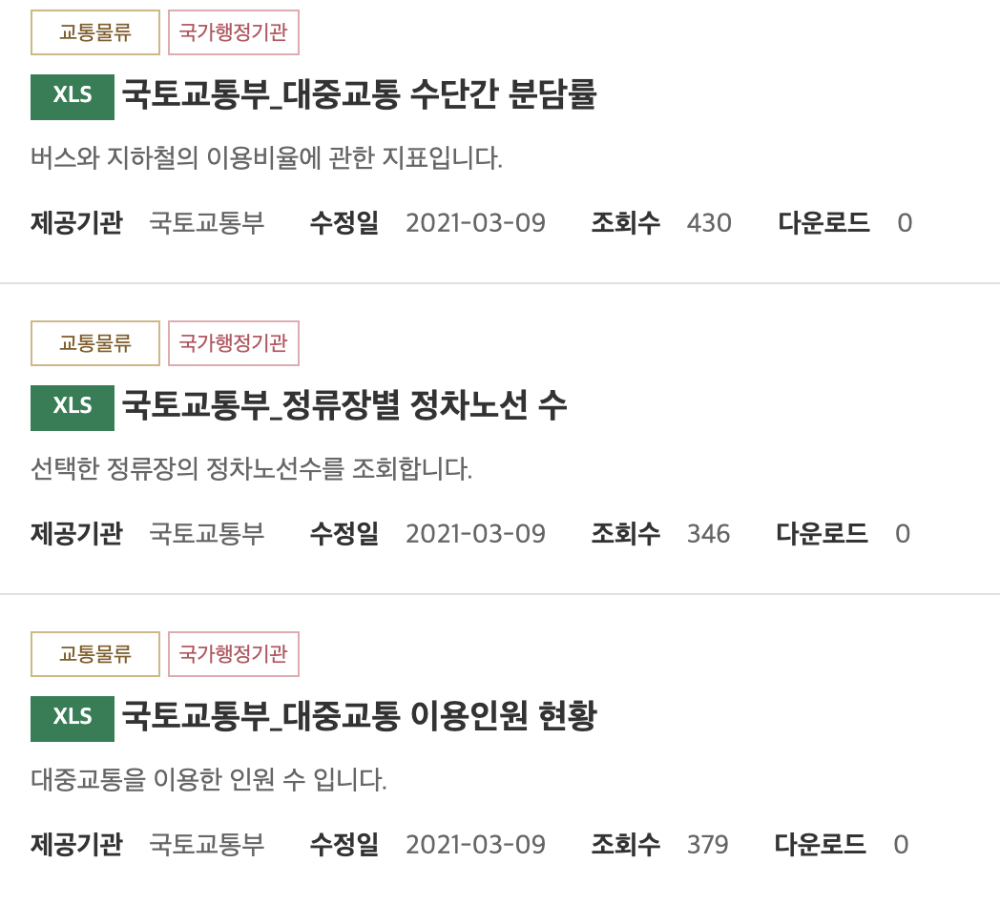 교통물류 국가행정기관
XLS 국토교통부_대중교통 수단간 분담률
버스와 지하철의 이용비율에 관한 지표입니다.
제공기관 국토교통부 수정일 2021-03-09 조회수 430 다운로드 0
교통물류 국가행정기관
XLS 국토교통부_정류장별 정차노선 수
선택한 정류장의 정차노선수를 조회합니다.
제공기관 국토교통부 수정일 2021-03-09 조회수 346 다운로드 0
교통물류 국가행정기관
XLS 국토교통부_대중교통 이용인원 현황
대중교통을 이용한 인원 수 입니다.
제공기관 국토교통부 수정일 2021-03-09 조회수 379 다운로드 0